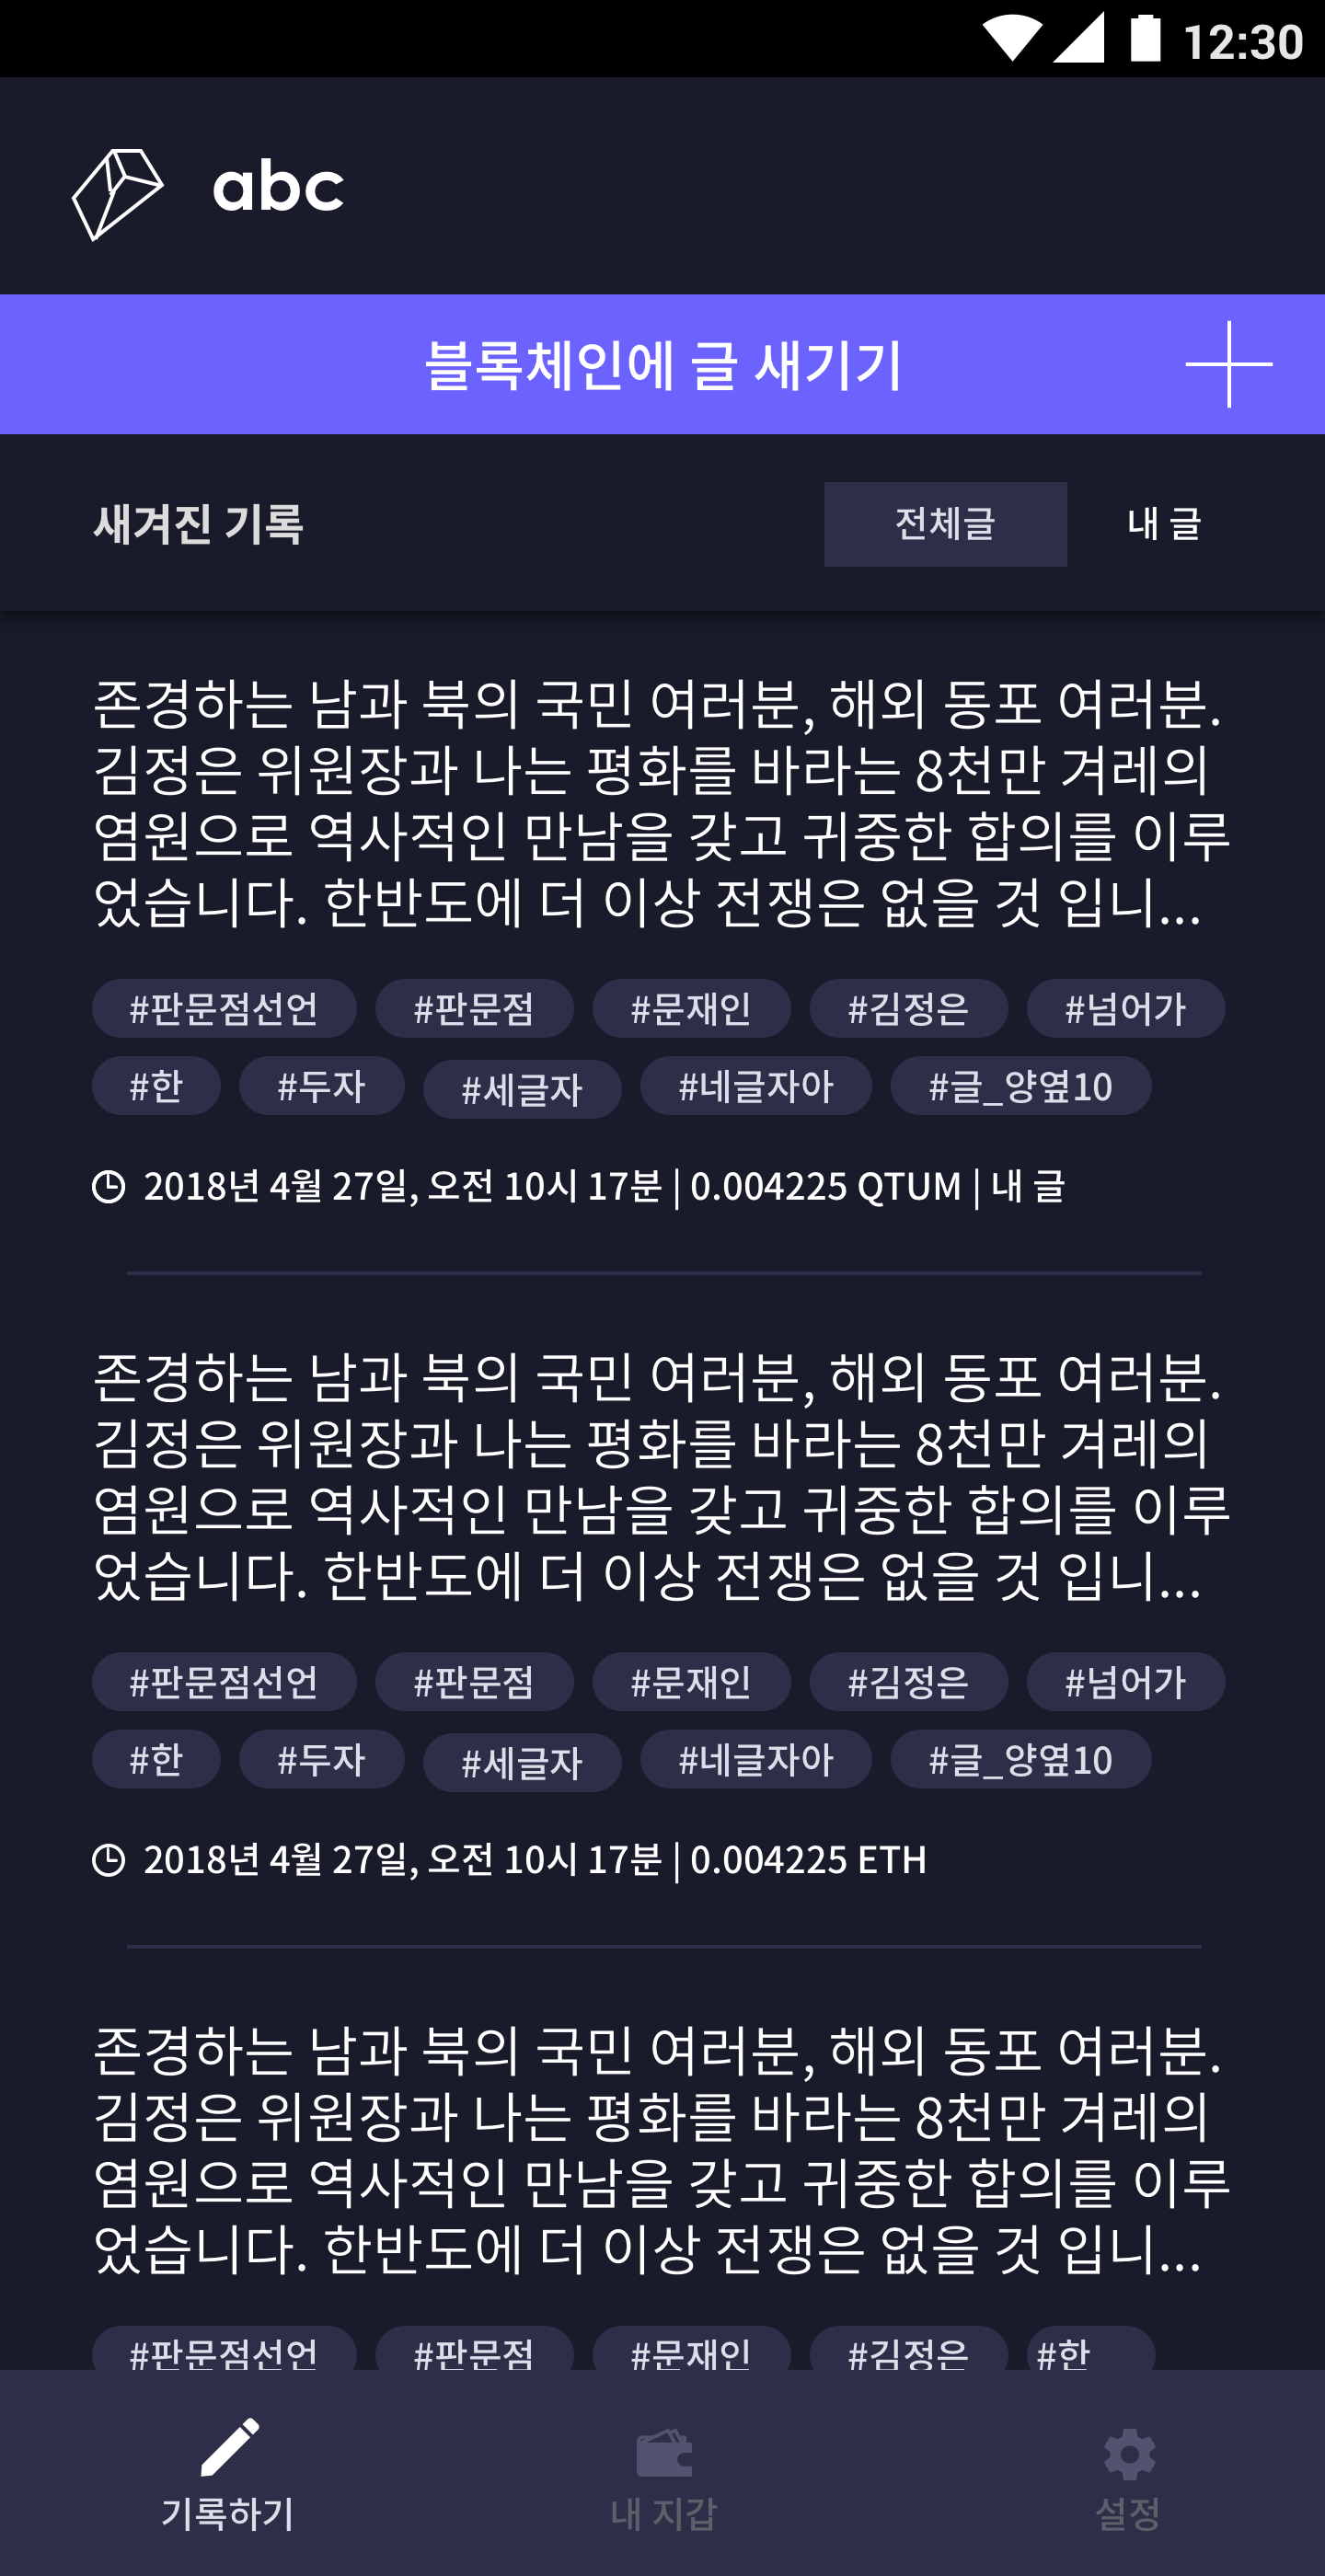 12:30
abc
블록체인에 글 새기기
새겨진 기록 전체글 내 글
존경하는 남과 북의 국민 여러분, 해외 동포 여러분.
김정은 위원장과 나는 평화를 바라는 8천만 겨레의
염원으로 역사적인 만남을 갖고 귀중한 합의를 이루
었습니다. 한반도에 더 이상 전쟁은 없을 것 입니...
#판문점선언 #판문점 #문재인 #김정은 #넘어가
#한 #두자 #세글자 #네글자아 #글_양옆10
2018년 4월 27일, 오전 10시 17분 | 0.004225 QTUM | 내 글
존경하는 남과 북의 국민 여러분, 해외 동포 여러분.
김정은 위원장과 나는 평화를 바라는 8천만 겨레의
염원으로 역사적인 만남을 갖고 귀중한 합의를 이루
었습니다. 한반도에 더 이상 전쟁은 없을 것 입니...
#판문점선언 #판문점 #문재인 #김정은 #넘어가
#한 #두자 #세글자 #네글자아 #글_양옆10
2018년 4월 27일, 오전 10시 17분 | 0.004225 ETH
존경하는 남과 북의 국민 여러분, 해외 동포 여러분.
김정은 위원장과 나는 평화를 바라는 8천만 겨레의
염원으로 역사적인 만남을 갖고 귀중한 합의를 이루
었습니다. 한반도에 더 이상 전쟁은 없을 것 입니...
#판문점선언 #판문점 #문재인 #김정은 #한
기록하기 내 지갑 설정